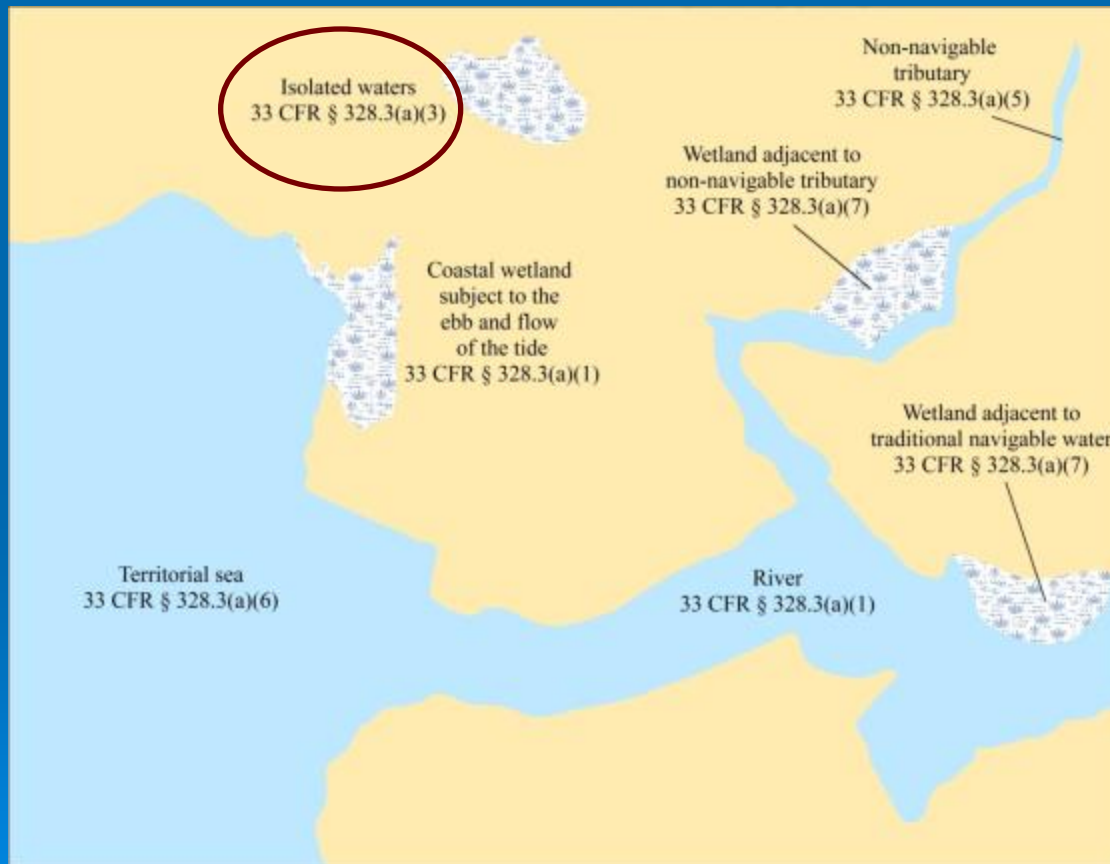 Isolated waters
33 CFR § 328.3(a)(3)
Non-navigable
tributary
33 CFR § 328.3(a)(5)
Wetland adjacent to
non-navigable tributary
33 CFR § 328.3(a)(7)
Coastal wetland
subject to the
ebb and flow
of the tide
33 CFR § 328.3(a)(1)
Wetland adjacent to
traditional navigable water
33 CFR § 328.3(a)(7)
Territorial sea
33 CFR § 328.3(a)(6)
River
33 CFR § 328.3(a)(1)